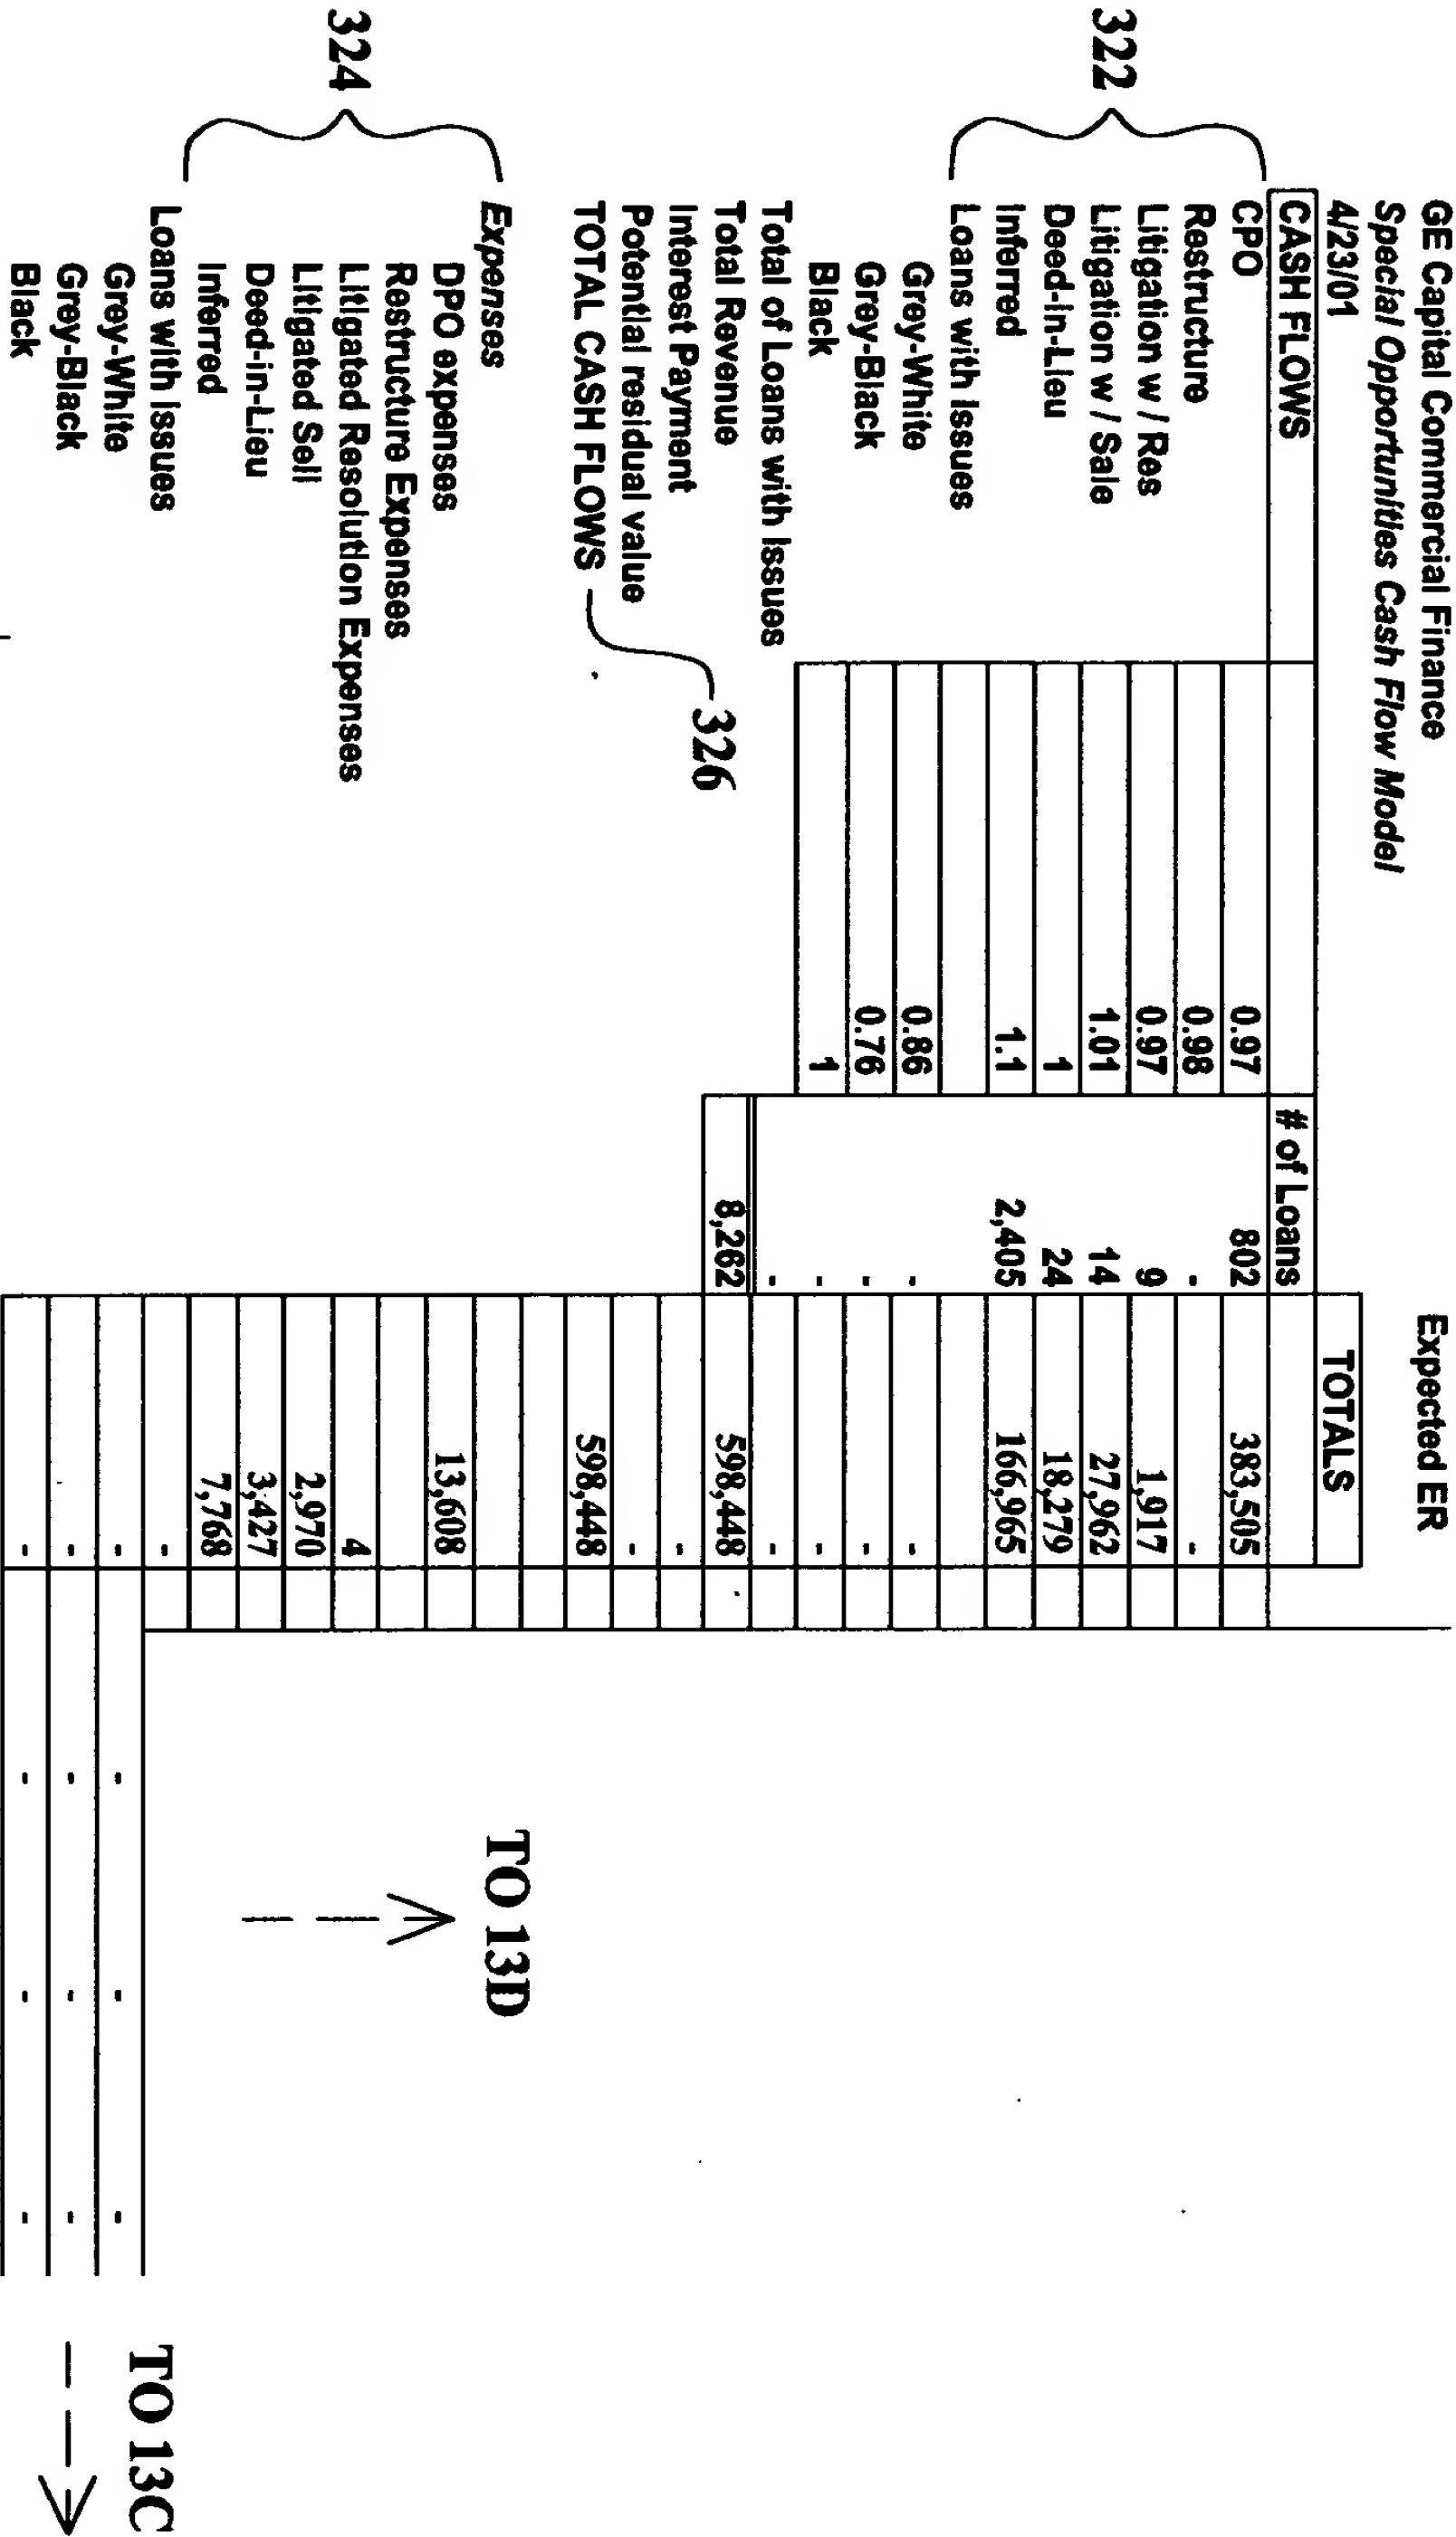 GE Capital Commercial Finance
Special Opportunities Cash Flow Model
4/23/01
Expected ER
TOTALS
CASH FLOWS # of Loans
CPO 0.97 802 383,505
Restructure 0.98 - -
Litigation w / Res 0.97 9 1,917
Litigation w / Sale 1.01 14 27,962
Deed-in-Lieu 1 24 18,279
Inferred 1.1 2,405 166,965
Loans with Issues
Grey-White 0.86 - -
Grey-Black 0.76 - -
Black 1 - -
322
Total of Loans with Issues - -
Total Revenue 8,262 598,448
Interest Payment -
Potential residual value -
TOTAL CASH FLOWS 598,448
326
Expenses
DPO expenses 13,608
Restructure Expenses
Litigated Resolution Expenses 4
Litigated Sell 2,970
Deed-in-Lieu 3,427
Inferred 7,768
Loans with Issues -
324
Grey-White - - - -
Grey-Black - - - -
Black - - - -
TO 13D
TO 13C